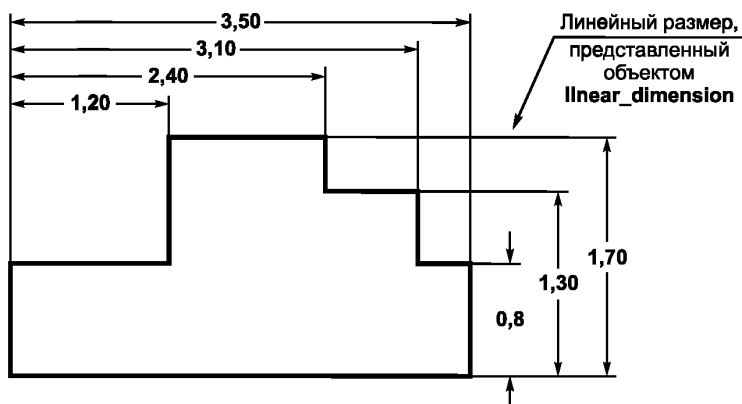 3,50
3,10
2,40
1,20
Линейный размер,
представленный
объектом
linear_dimension
1,70
1,30
0,8